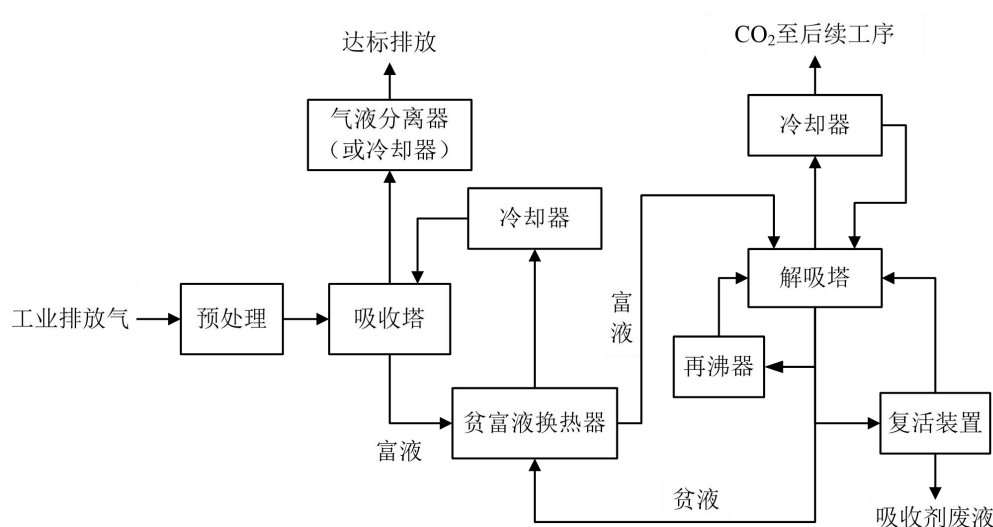 达标排放
CO₂至后续工序
气液分离器
(或冷却器)
冷却器
冷却器
解吸塔
工业排放气
预处理
吸收塔
富
液
再沸器
贫富液换热器
复活装置
富液
贫液
吸收剂废液